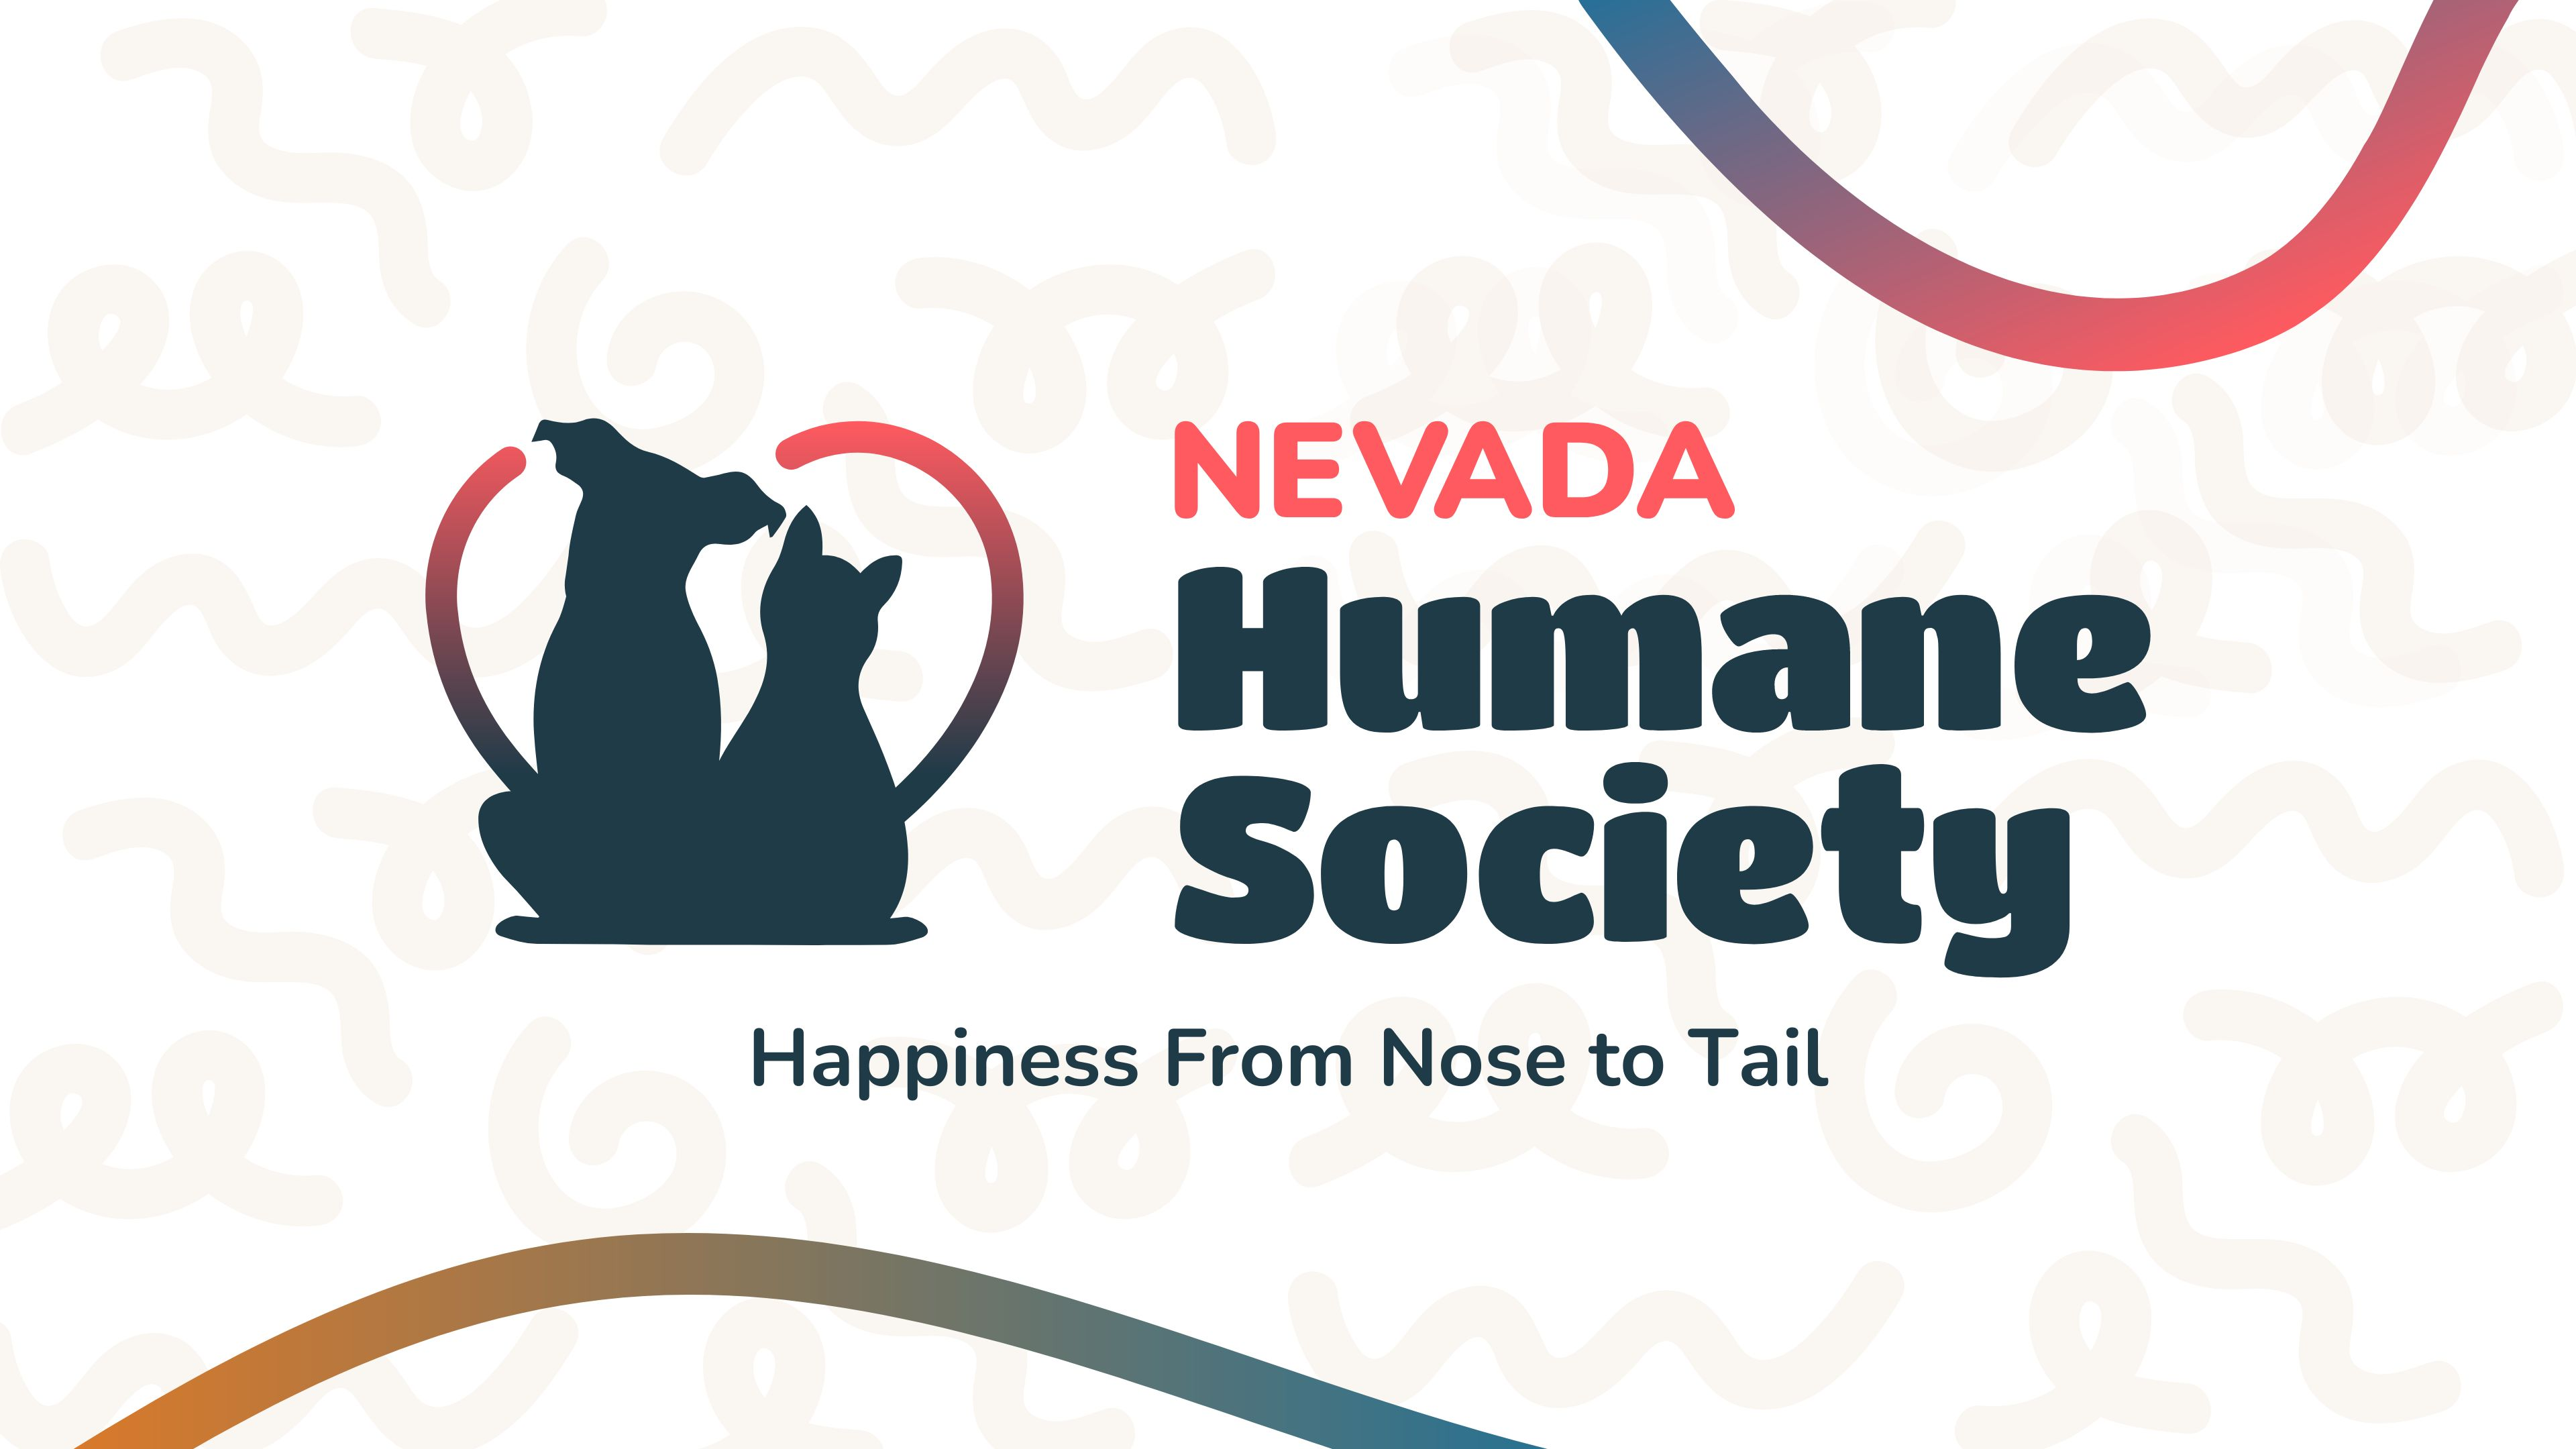 NEVADA
Humane
Society
Happiness From Nose to Tail